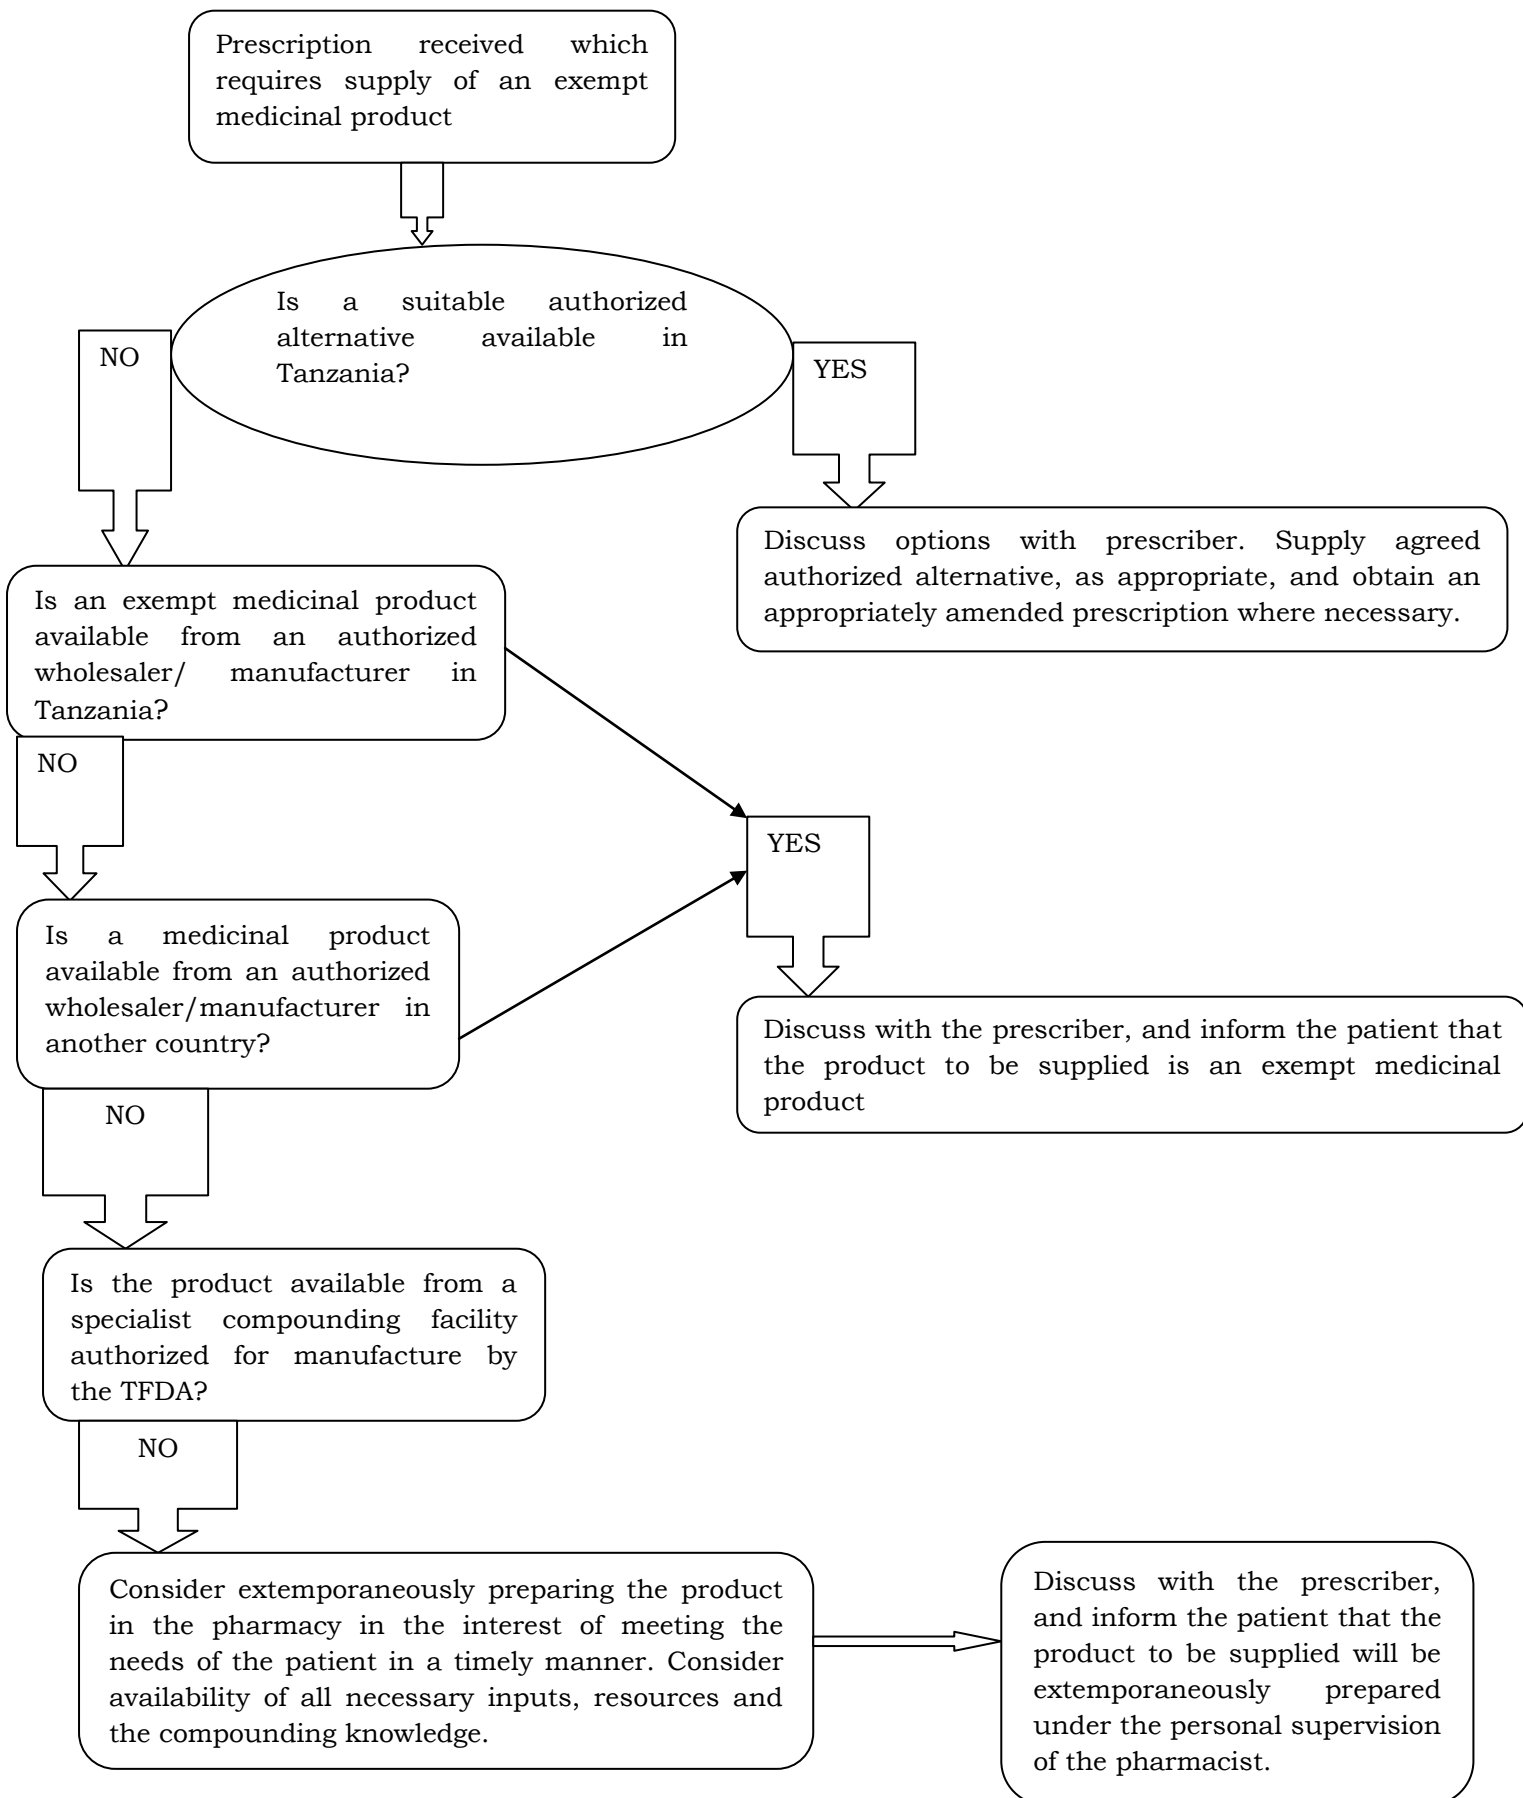 Prescription received which
requires supply of an exempt
medicinal product
Is a suitable authorized
alternative available in
Tanzania?
NO
YES
Discuss options with prescriber. Supply agreed
authorized alternative, as appropriate, and obtain an
appropriately amended prescription where necessary.
Is an exempt medicinal product
available from an authorized
wholesaler/ manufacturer in
Tanzania?
NO
YES
Is a medicinal product
available from an authorized
wholesaler/manufacturer in
another country?
Discuss with the prescriber, and inform the patient that
the product to be supplied is an exempt medicinal
product
NO
Is the product available from a
specialist compounding facility
authorized for manufacture by
the TFDA?
NO
Consider extemporaneously preparing the product
in the pharmacy in the interest of meeting the
needs of the patient in a timely manner. Consider
availability of all necessary inputs, resources and
the compounding knowledge.
Discuss with the prescriber,
and inform the patient that the
product to be supplied will be
extemporaneously prepared
under the personal supervision
of the pharmacist.